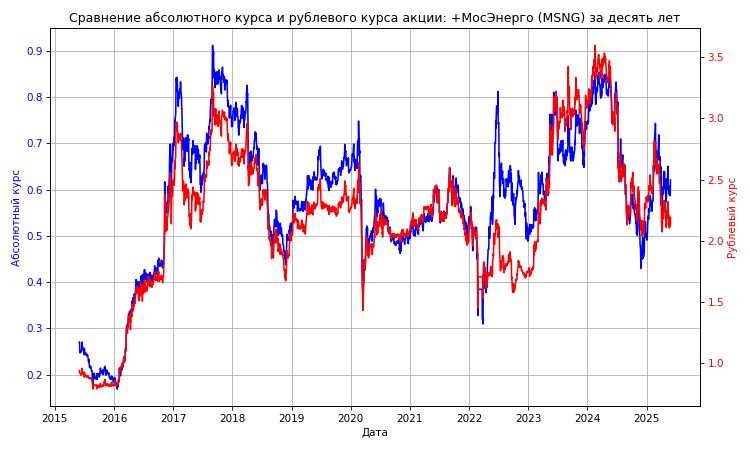 Сравнение абсолютного курса и рублевого курса акции: +МосЭнерго (MSNG) за десять лет
Абсолютный курс
0.9
0.8
0.7
0.6
0.5
0.4
0.3
0.2
3.5
3.0
2.5
2.0
1.5
1.0
Рублевый курс
2015 2016 2017 2018 2019 2020 2021 2022 2023 2024 2025
Дата